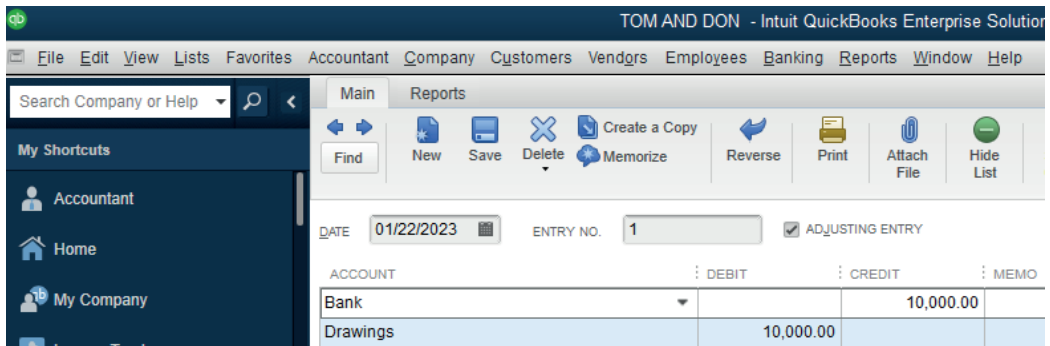 qb
TOM AND DON - Intuit QuickBooks Enterprise Solution
File Edit View Lists Favorites Accountant Company Customers Vendors Employees Banking Reports Window Help
Search Company or Help
My Shortcuts
Accountant
Home
My Company
Main Reports
Find New Save Delete Create a Copy
Memorize
Reverse Print Attach File Hide List
DATE 01/22/2023 ENTRY NO. 1 ADJUSTING ENTRY
ACCOUNT DEBIT CREDIT MEMO
Bank 10,000.00
Drawings 10,000.00